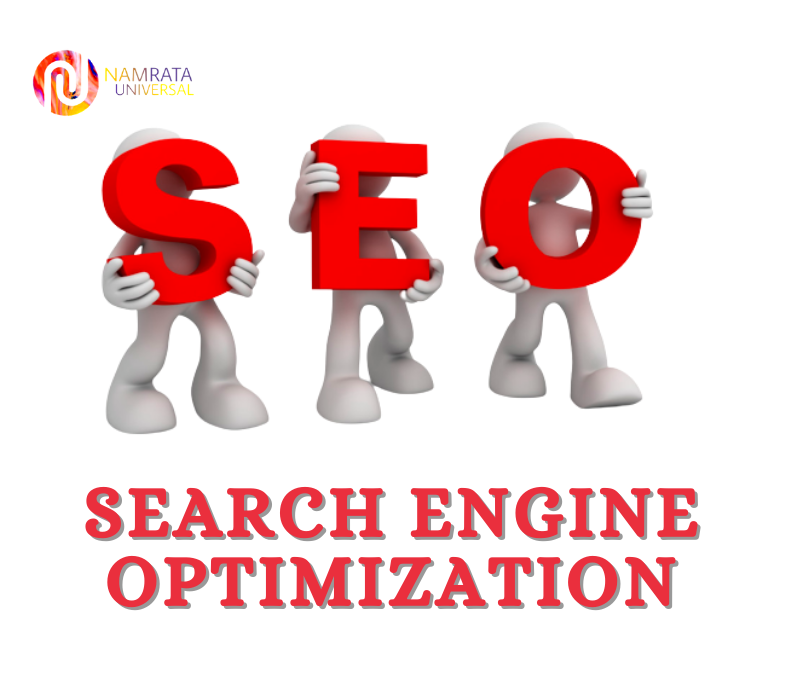 NAMRATA
UNIVERSAL
SEO
SEARCH ENGINE
OPTIMIZATION